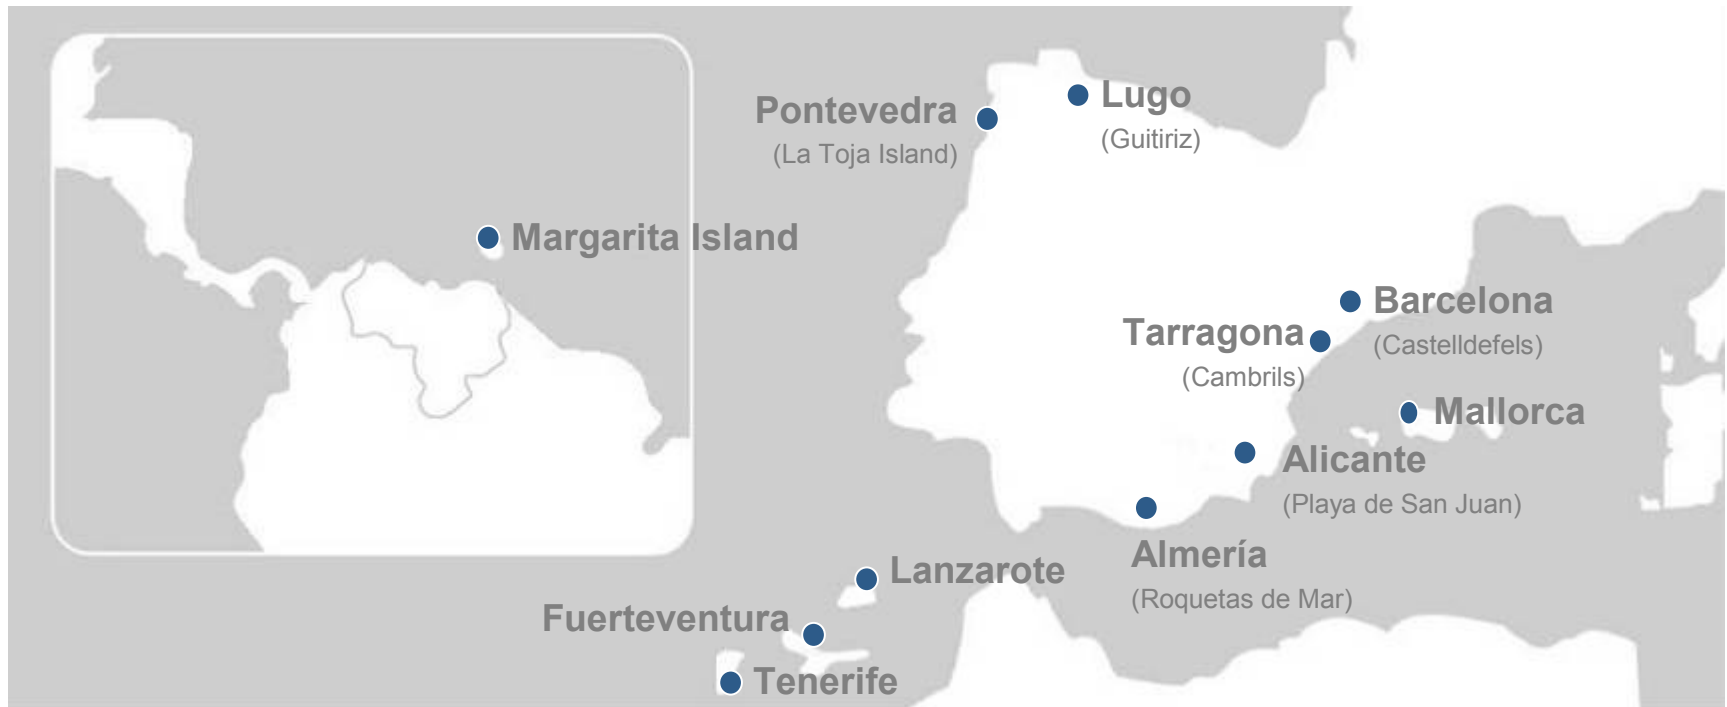 Pontevedra
(La Toja Island)
Lugo
(Guitiriz)
Margarita Island
Barcelona
(Castelldefels)
Tarragona
(Cambrils)
Mallorca
Alicante
(Playa de San Juan)
Almería
(Roquetas de Mar)
Lanzarote
Fuerteventura
Tenerife